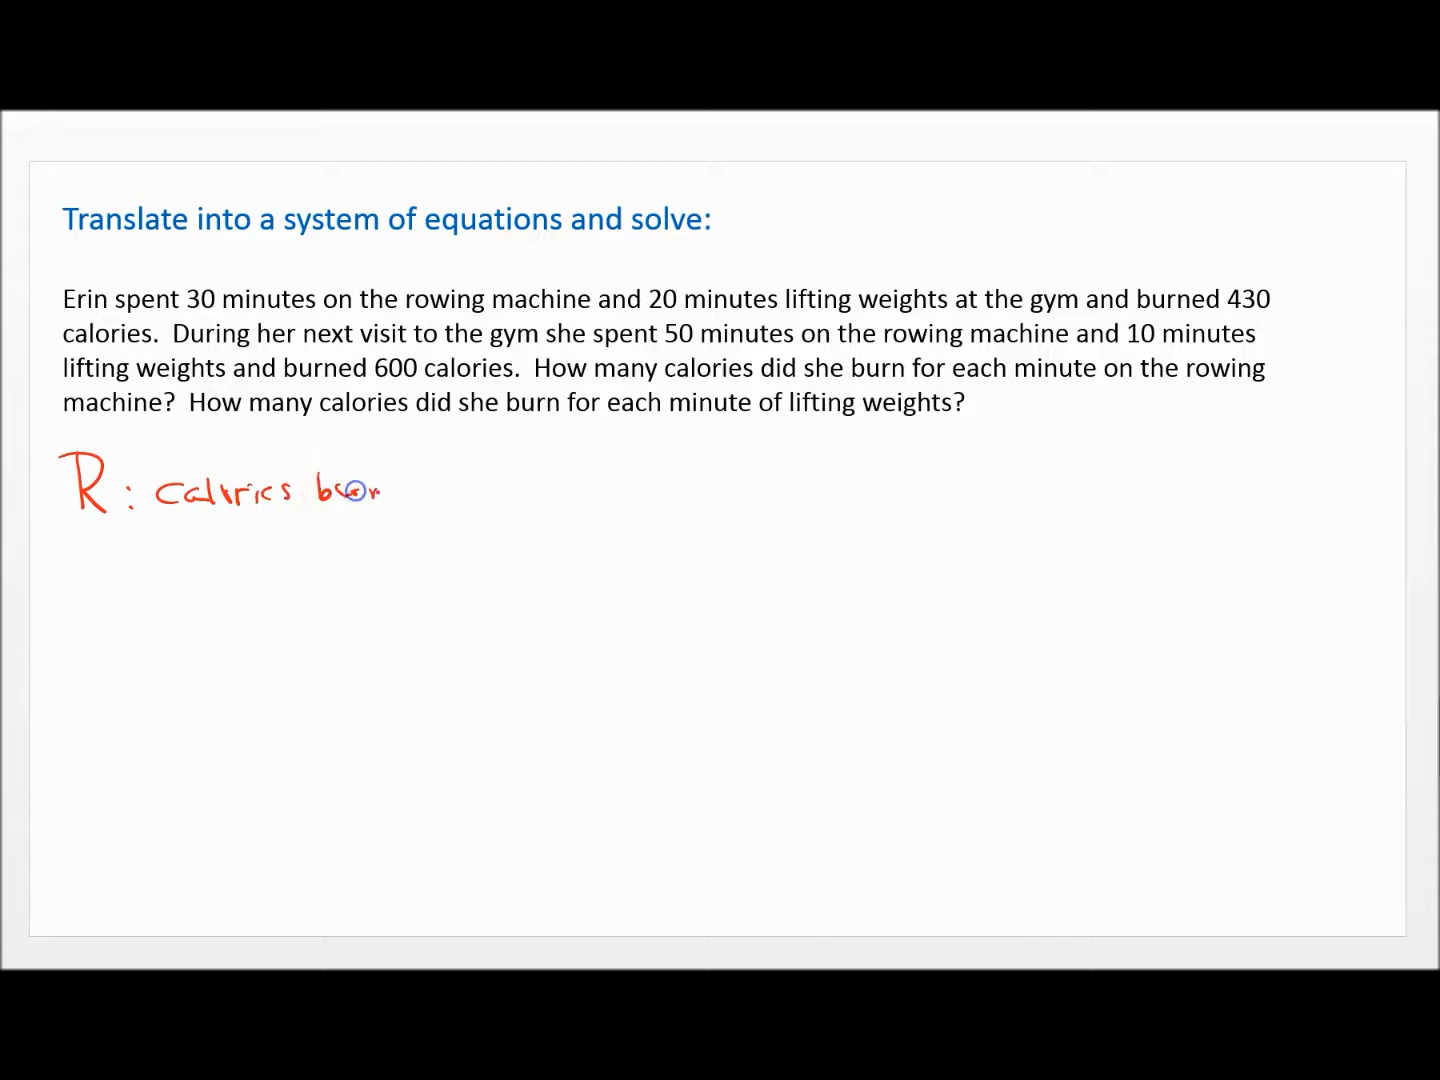 Translate into a system of equations and solve:
Erin spent 30 minutes on the rowing machine and 20 minutes lifting weights at the gym and burned 430
calories.  During her next visit to the gym she spent 50 minutes on the rowing machine and 10 minutes
lifting weights and burned 600 calories.  How many calories did she burn for each minute on the rowing
machine?  How many calories did she burn for each minute of lifting weights?
R: Calories bur